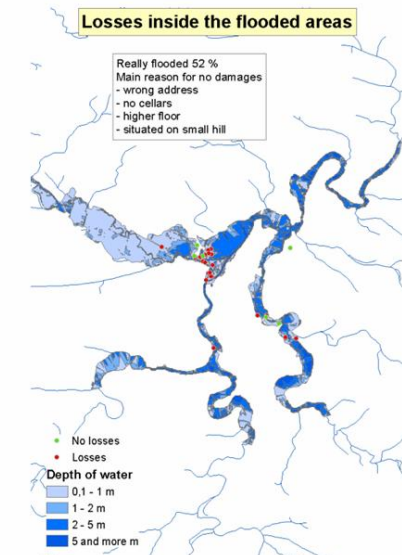 Losses inside the flooded areas
Really flooded 52 %
Main reason for no damages
- wrong address
- no cellars
- higher floor
- situated on small hill
No losses
Losses
Depth of water
0,1 - 1 m
1 - 2 m
2 - 5 m
5 and more m